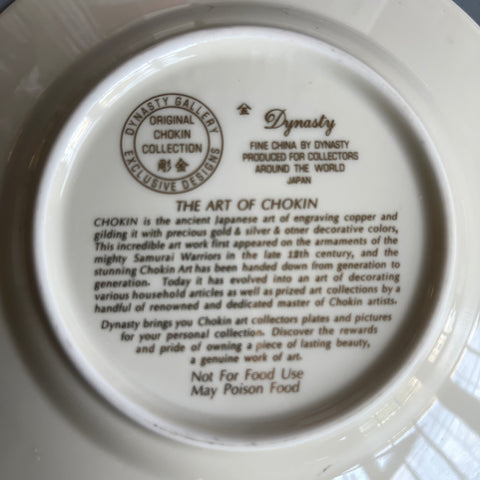 DYNASTY GALLERY
ORIGINAL
CHOKIN
COLLECTION
彫金
EXCLUSIVE DESIGNS
Dynasty
FINE CHINA BY DYNASTY
PRODUCED FOR COLLECTORS
AROUND THE WORLD
JAPAN
THE ART OF CHOKIN
CHOKIN is the ancient Japanese art of engraving copper and
gilding it with precious gold & silver & otner decorative colors,
This incredible art work first appeared on the armaments of the
mighty Samurai Warriors in the late 12th century, and the
stunning Chokin Art has been handed down from generation to
generation. Today it has evolved into an art of decorating
various household articles as well as prized art collections by a
handful of renowned and dedicated master of Chokin artists.
Dynasty brings you Chokin art collectors plates and pictures
for your personal collection. Discover the rewards
and pride of owning a piece of lasting beauty,
a genuine work of art.
Not For Food Use
May Poison Food